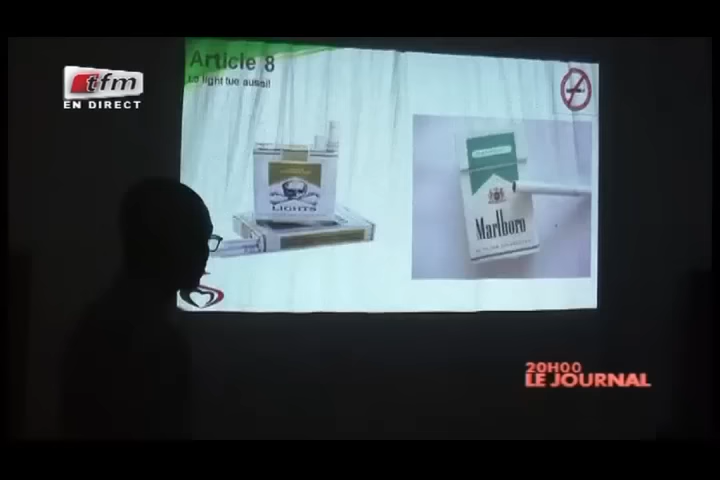 tfm
EN DIRECT
Article 8
Le light tue aussi!
LIGHTS
Marlboro
20H00
LE JOURNAL